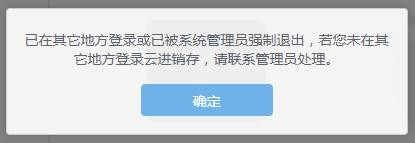 已在其它地方登录或已被系统管理员强制退出，若您未在其
它地方登录云进销存，请联系管理员处理。
确定